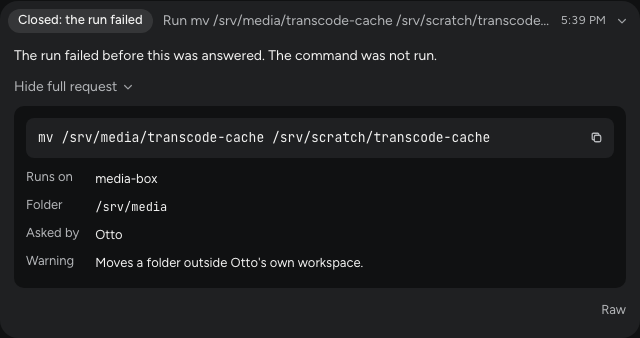 Closed: the run failed Run mv /srv/media/transcode-cache /srv/scratch/transcode... 5:39 PM
The run failed before this was answered. The command was not run.
Hide full request
mv /srv/media/transcode-cache /srv/scratch/transcode-cache
Runs on media-box
Folder /srv/media
Asked by Otto
Warning Moves a folder outside Otto's own workspace.
Raw